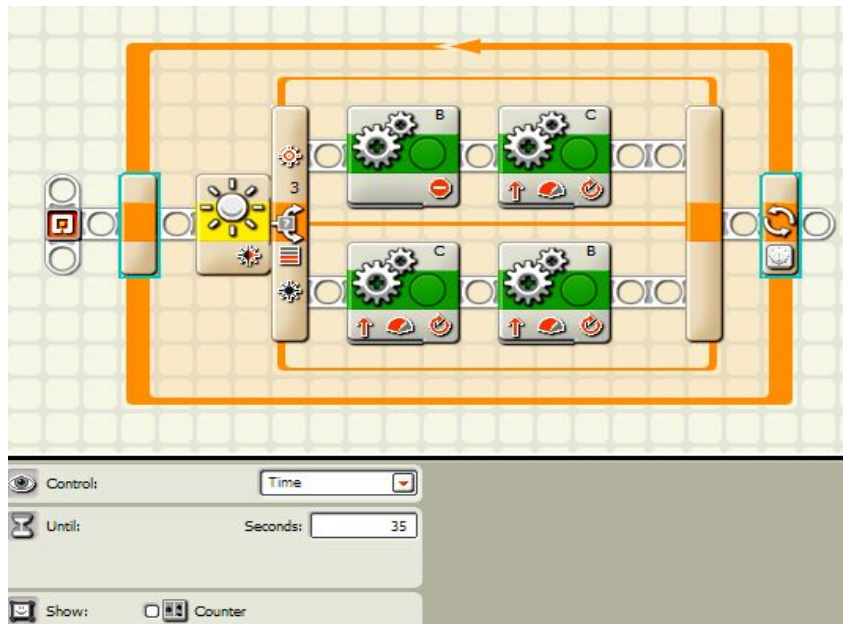 B
C
3
C
B
Control:
Time
Until:
Seconds:
35
Show:
Counter